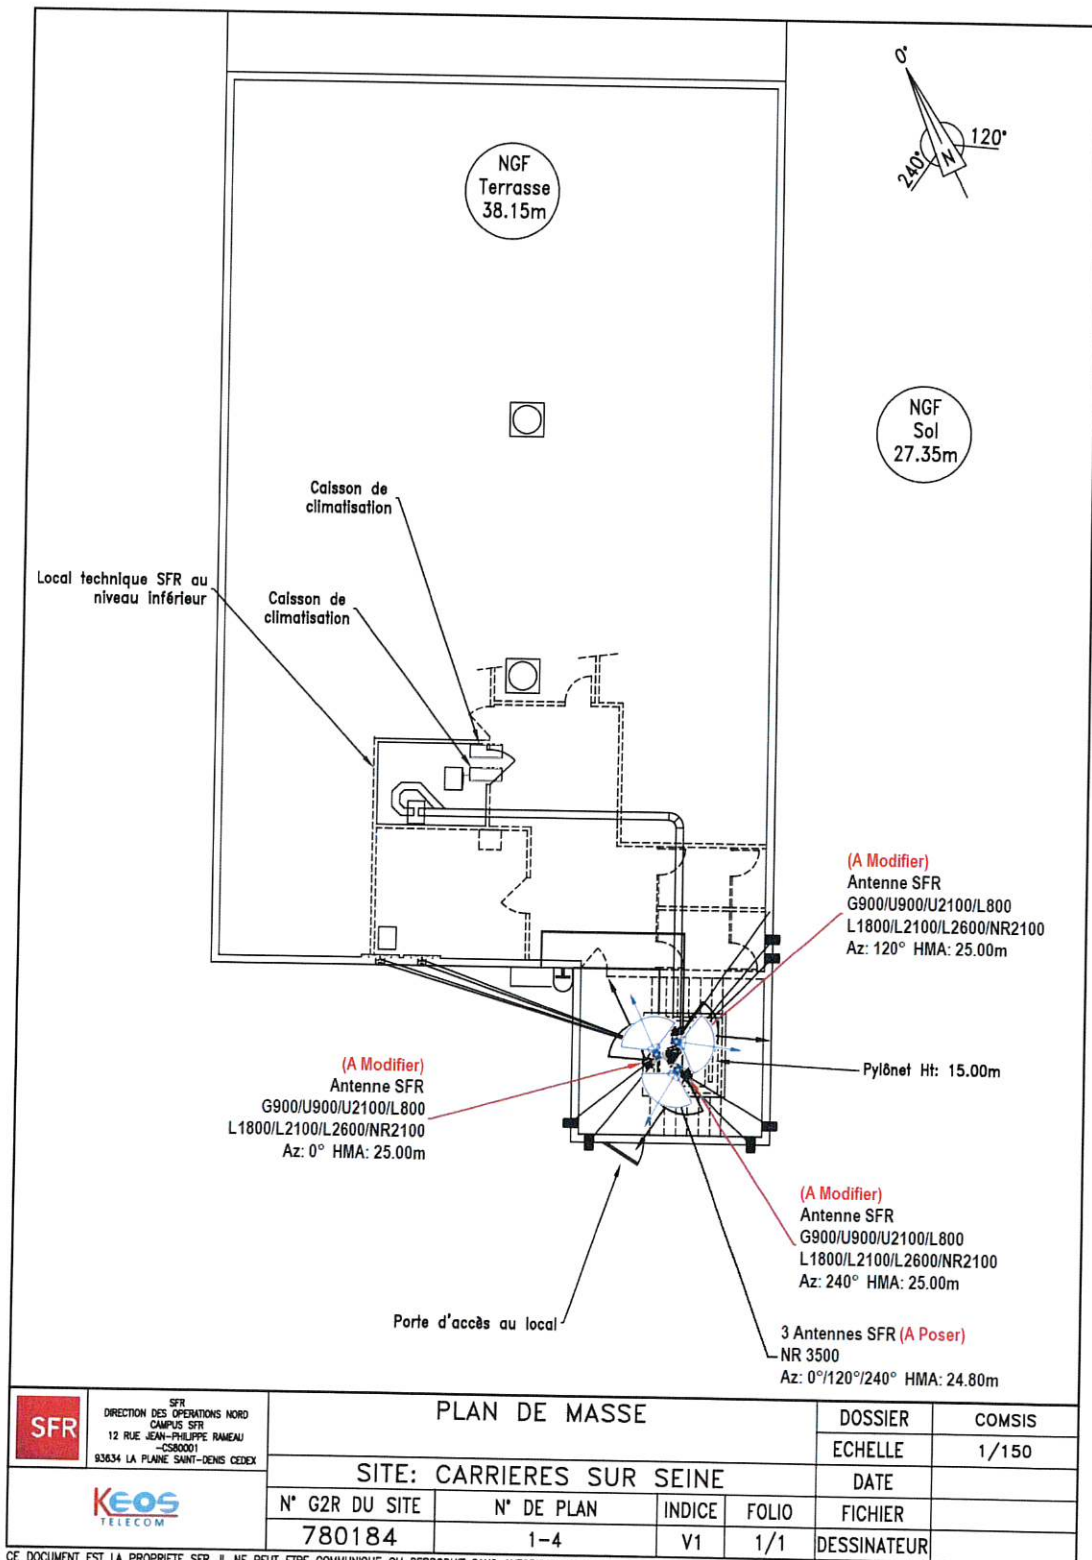 0°
120°
240°
N
NGF
Terrasse
38.15m
NGF
Sol
27.35m
Caisson de
climatisation
Local technique SFR au
niveau inférieur
Caisson de
climatisation
(A Modifier)
Antenne SFR
G900/U900/U2100/L800
L1800/L2100/L2600/NR2100
Az: 120° HMA: 25.00m
(A Modifier)
Antenne SFR
G900/U900/U2100/L800
L1800/L2100/L2600/NR2100
Az: 0° HMA: 25.00m
Pylônet Ht: 15.00m
(A Modifier)
Antenne SFR
G900/U900/U2100/L800
L1800/L2100/L2600/NR2100
Az: 240° HMA: 25.00m
Porte d'accès au local
3 Antennes SFR (A Poser)
NR 3500
Az: 0°/120°/240° HMA: 24.80m
SFR
SFR
DIRECTION DES OPERATIONS NORD
CAMPUS SFR
12 RUE JEAN-PHILIPPE RAMEAU
-CS80001
93634 LA PLAINE SAINT-DENIS CEDEX
KEOS
TELECOM
PLAN DE MASSE
SITE: CARRIERES SUR SEINE
N° G2R DU SITE
N° DE PLAN
INDICE
FOLIO
780184
1-4
V1
1/1
DOSSIER
COMSIS
ECHELLE
1/150
DATE
FICHIER
DESSINATEUR
CE DOCUMENT EST LA PROPRIETE SFR IL NE PEUT ETRE COMMUNIQUE OU REPRODUIT SANS